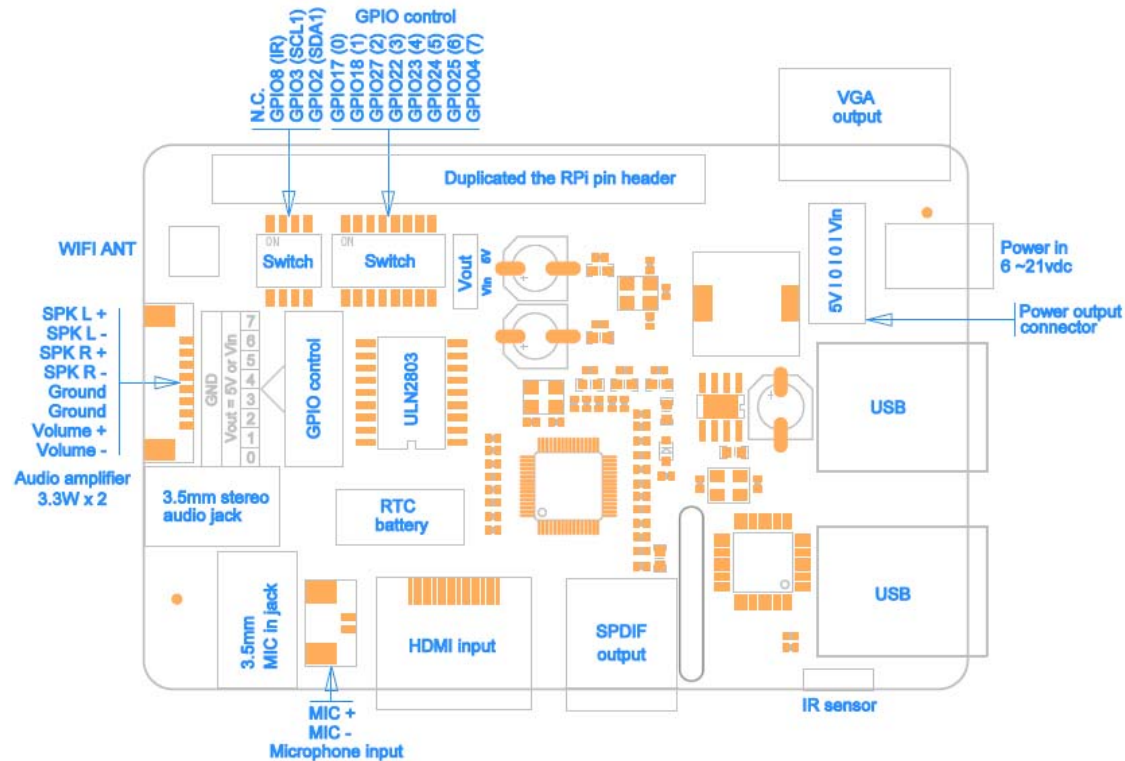 GPIO control
N.C.
GPIO8 (IR)
GPIO3 (SCL1)
GPIO2 (SDA1)
GPIO17 (0)
GPIO18 (1)
GPIO27 (2)
GPIO22 (3)
GPIO23 (4)
GPIO24 (5)
GPIO25 (6)
GPIO04 (7)
VGA
output
Duplicated the RPi pin header
WIFI ANT
ON
Switch
ON
Switch
Vout
Vin 5V
5V I 0 I 0 I Vin
Power in
6 ~21vdc
Power output
connector
SPK L +
SPK L -
SPK R +
SPK R -
Ground
Ground
Volume +
Volume -
Audio amplifier
3.3W x 2
GND
Vout = 5V or Vin
7
6
5
4
3
2
1
0
GPIO control
ULN2803
USB
3.5mm stereo
audio jack
RTC
battery
3.5mm
MIC in jack
HDMI input
SPDIF
output
USB
IR sensor
MIC +
MIC -
Microphone input